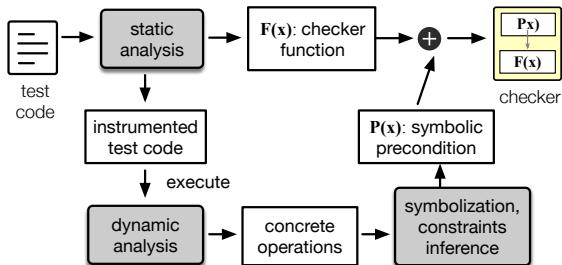 static
analysis
F(x): checker
function
+
Px)
F(x)
checker
test
code
instrumented
test code
P(x): symbolic
precondition
execute
dynamic
analysis
concrete
operations
symbolization,
constraints
inference